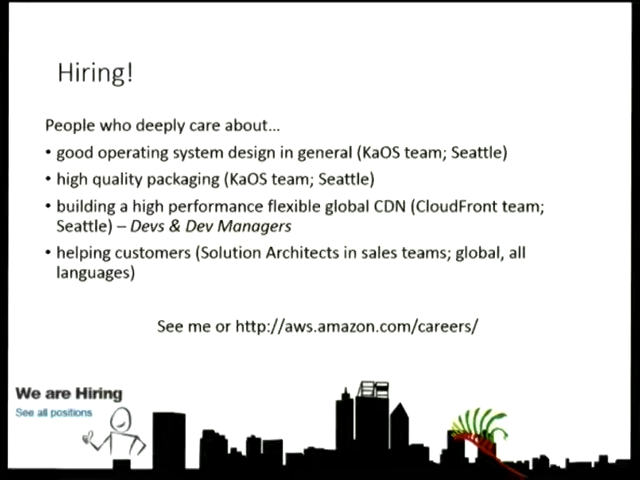 Hiring!
People who deeply care about...
• good operating system design in general (KaOS team; Seattle)
• high quality packaging (KaOS team; Seattle)
• building a high performance flexible global CDN (CloudFront team;
Seattle) – Devs & Dev Managers
• helping customers (Solution Architects in sales teams; global, all
languages)
See me or http://aws.amazon.com/careers/
We are Hiring
See all positions